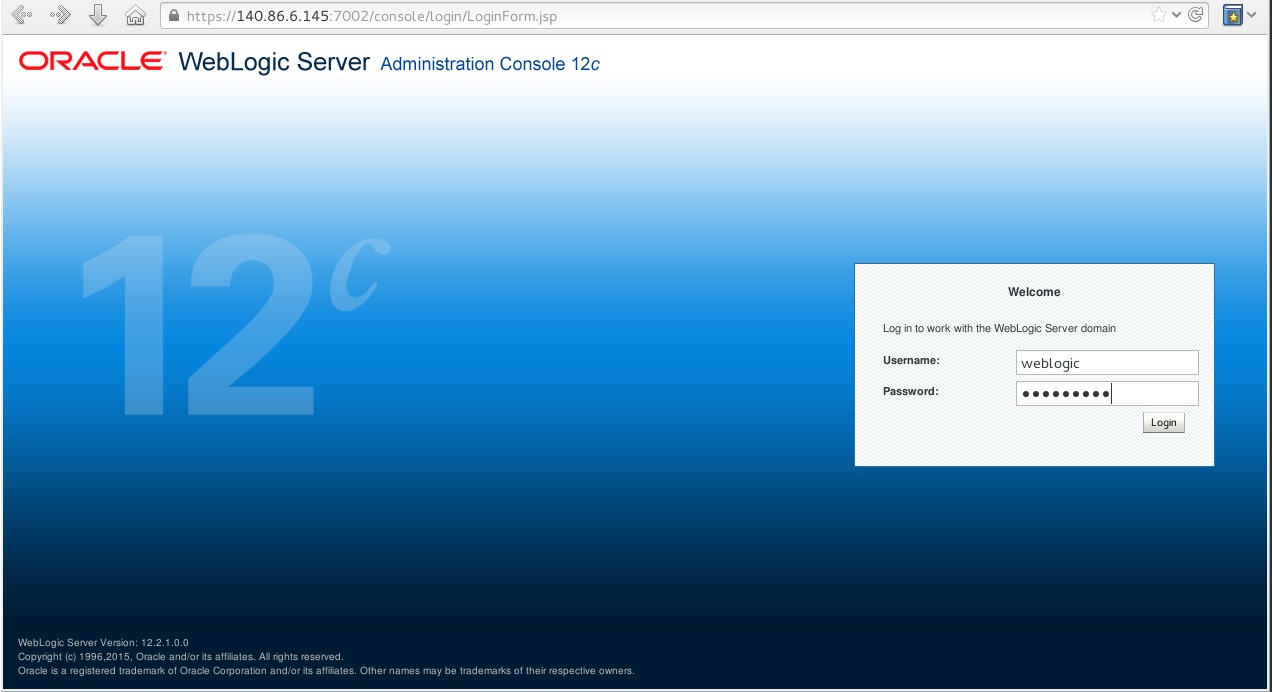 https://140.86.6.145:7002/console/login/LoginForm.jsp
ORACLE WebLogic Server Administration Console 12c
12c
Welcome
Log in to work with the WebLogic Server domain
Username: weblogic
Password: •••••••••
Login
WebLogic Server Version: 12.2.1.0.0
Copyright (c) 1996,2015, Oracle and/or its affiliates. All rights reserved.
Oracle is a registered trademark of Oracle Corporation and/or its affiliates. Other names may be trademarks of their respective owners.